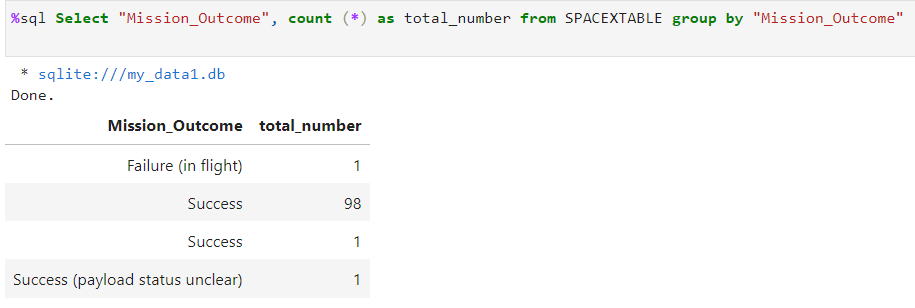 %sql Select "Mission_Outcome", count (*) as total_number from SPACEXTABLE group by "Mission_Outcome"
* sqlite:///my_data1.db
Done.
Mission_Outcome total_number
Failure (in flight) 1
Success 98
Success 1
Success (payload status unclear) 1